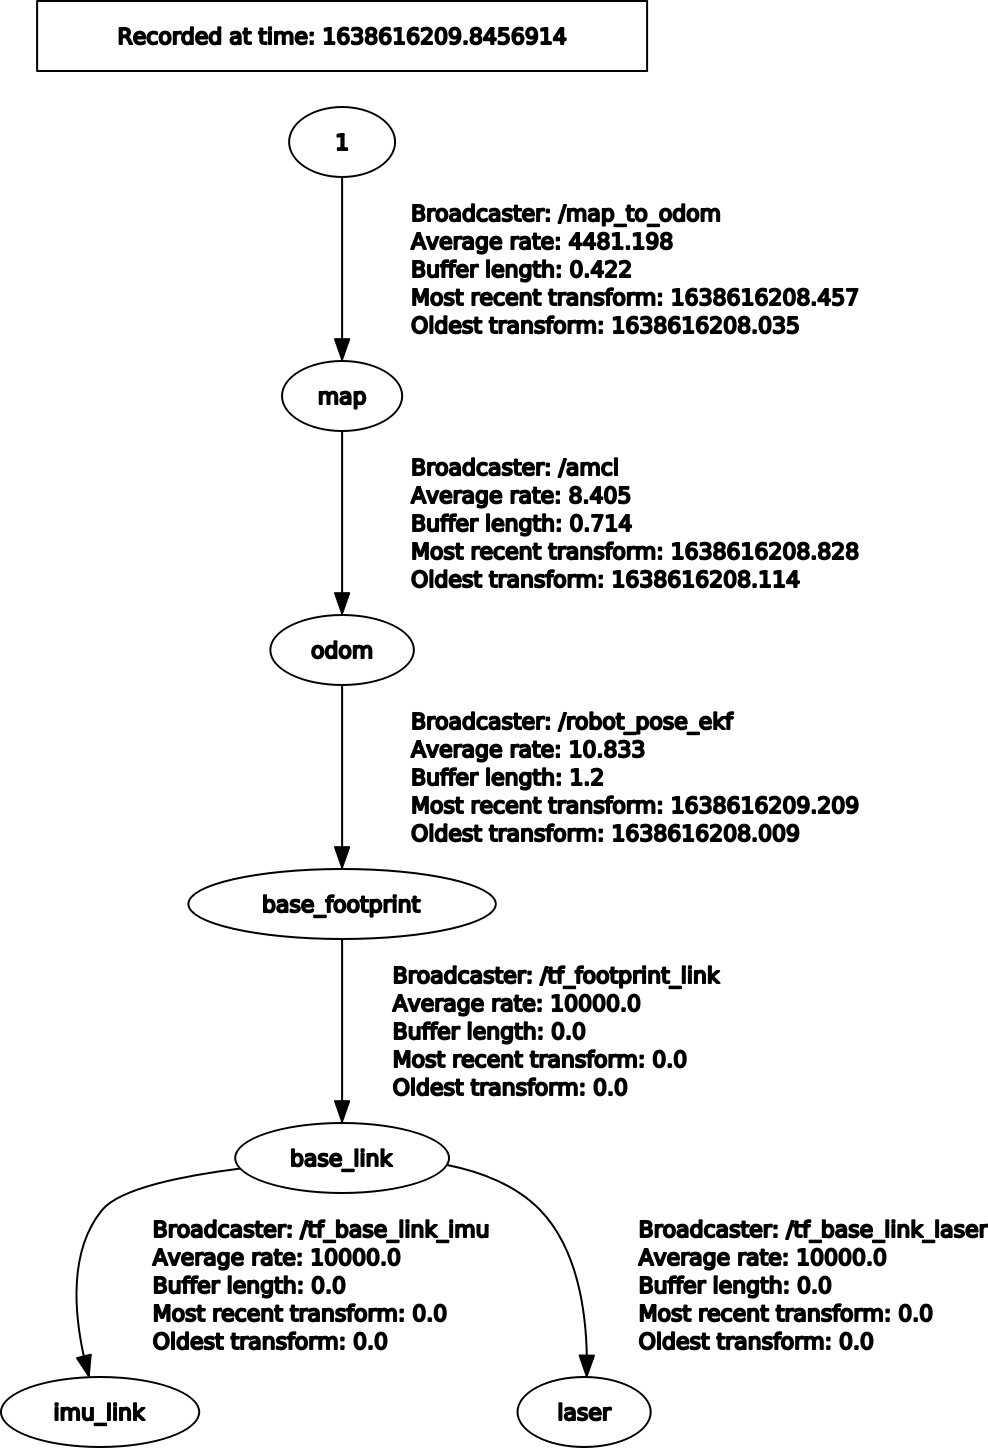 Recorded at time: 1638616209.8456914
1
Broadcaster: /map_to_odom
Average rate: 4481.198
Buffer length: 0.422
Most recent transform: 1638616208.457
Oldest transform: 1638616208.035
map
Broadcaster: /amcl
Average rate: 8.405
Buffer length: 0.714
Most recent transform: 1638616208.828
Oldest transform: 1638616208.114
odom
Broadcaster: /robot_pose_ekf
Average rate: 10.833
Buffer length: 1.2
Most recent transform: 1638616209.209
Oldest transform: 1638616208.009
base_footprint
Broadcaster: /tf_footprint_link
Average rate: 10000.0
Buffer length: 0.0
Most recent transform: 0.0
Oldest transform: 0.0
base_link
Broadcaster: /tf_base_link_imu
Average rate: 10000.0
Buffer length: 0.0
Most recent transform: 0.0
Oldest transform: 0.0
Broadcaster: /tf_base_link_laser
Average rate: 10000.0
Buffer length: 0.0
Most recent transform: 0.0
Oldest transform: 0.0
imu_link
laser